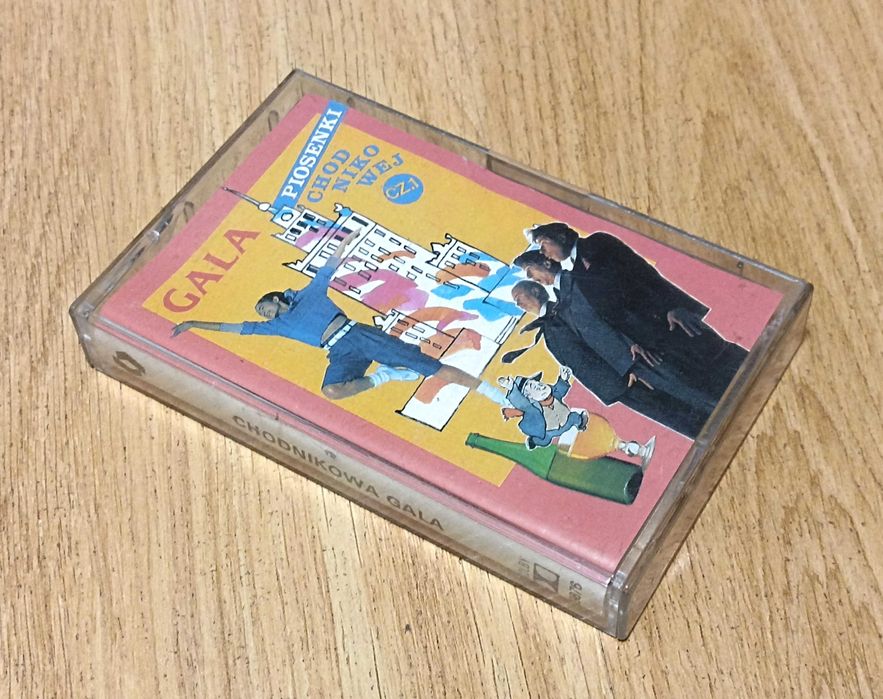 GALA
PIOSENKI
CHOD
NIKO
WEJ
CZ.1
CHODNIKOWA GALA